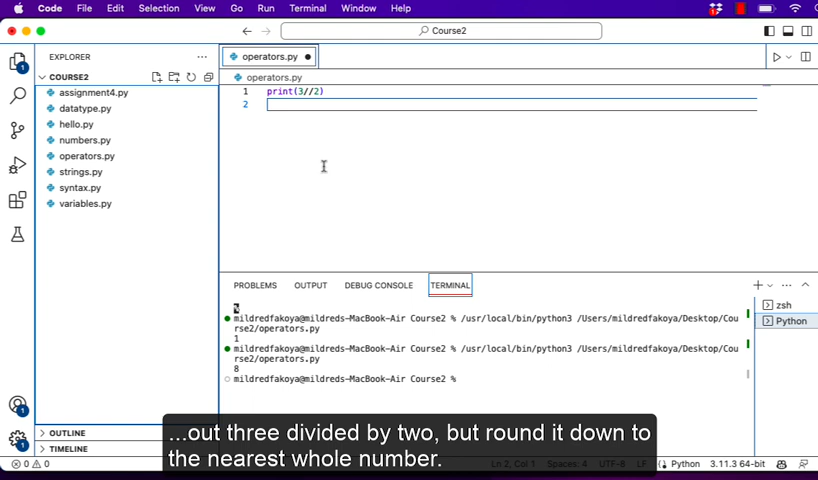 Code File Edit Selection View Go Run Terminal Window Help
Course2
EXPLORER
operators.py
COURSE2
operators.py
assignment4.py
datatype.py
hello.py
numbers.py
operators.py
strings.py
syntax.py
variables.py
1 print(3//2)
2
PROBLEMS OUTPUT DEBUG CONSOLE TERMINAL
mildredfakoya@mildreds-MacBook-Air Course2 % /usr/local/bin/python3 /Users/mildredfakoya/Desktop/Cou
rse2/operators.py
1
mildredfakoya@mildreds-MacBook-Air Course2 % /usr/local/bin/python3 /Users/mildredfakoya/Desktop/Cou
rse2/operators.py
8
mildredfakoya@mildreds-MacBook-Air Course2 %
zsh
Python
1
1
1
OUTLINE
TIMELINE
...out three divided by two, but round it down to
the nearest whole number.
0 0 Ln 2, Col 1 Spaces: 4 UTF-8 LF Python 3.11.3 64-bit